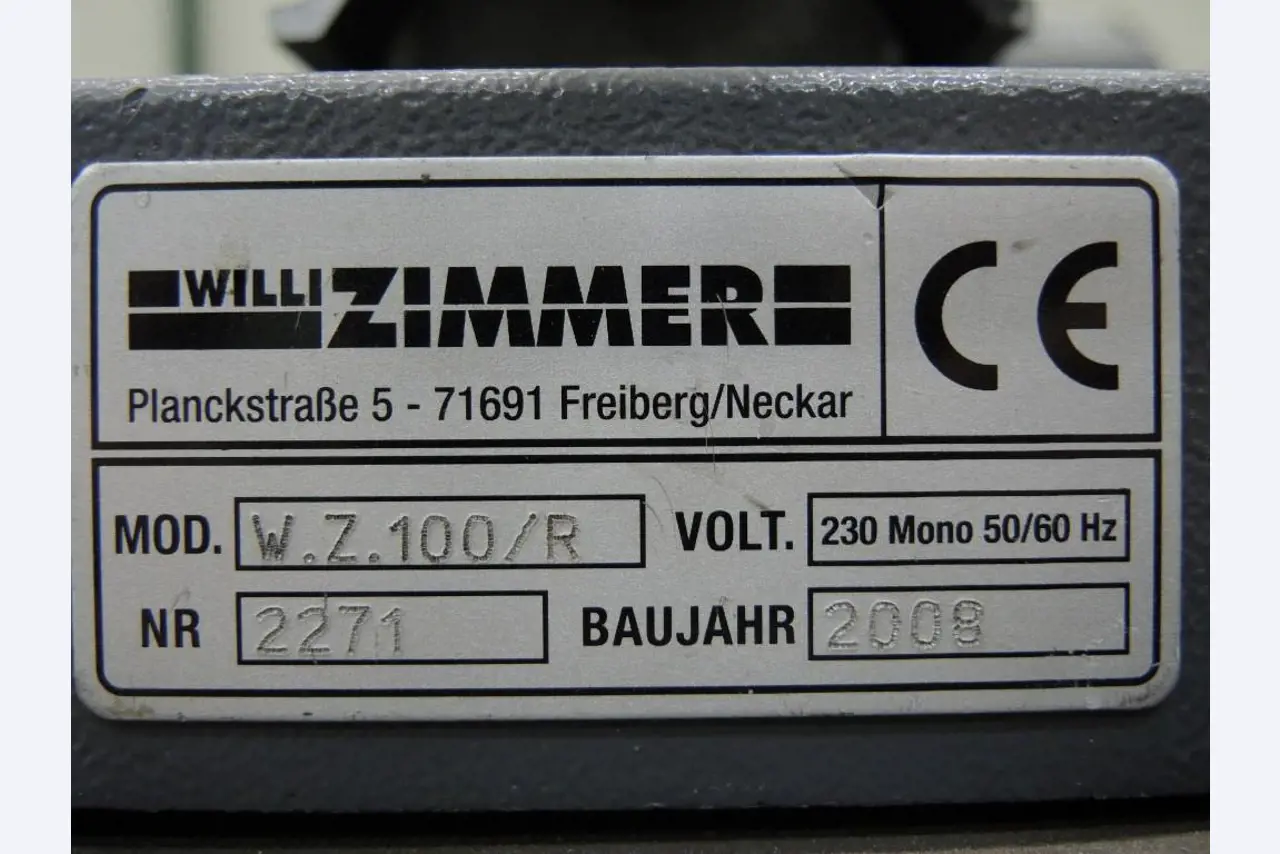 WILLI ZIMMER
CE
Planckstraße 5 - 71691 Freiberg/Neckar
MOD. W.Z.100/R VOLT. 230 Mono 50/60 Hz
NR 2271 BAUJAHR 2008